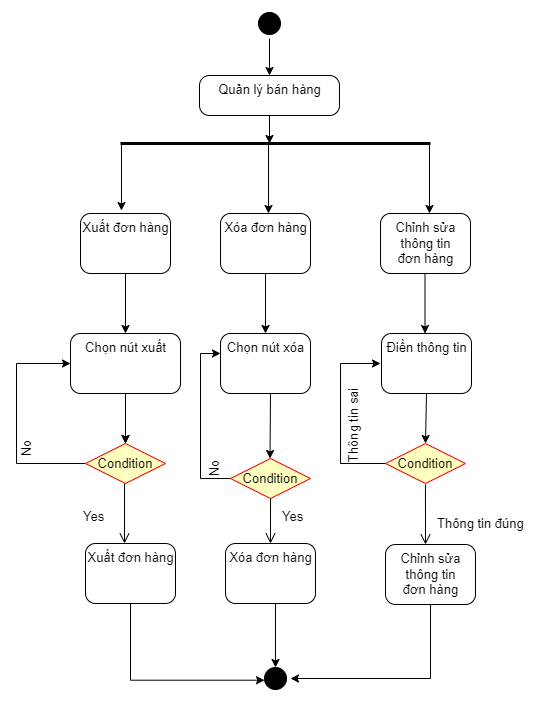 Quản lý bán hàng
Xuất đơn hàng
Xóa đơn hàng
Chỉnh sửa
thông tin
đơn hàng
Chọn nút xuất
Chọn nút xóa
Điền thông tin
No
No
Thông tin sai
Condition
Condition
Condition
Yes
Yes
Thông tin đúng
Xuất đơn hàng
Xóa đơn hàng
Chỉnh sửa
thông tin
đơn hàng